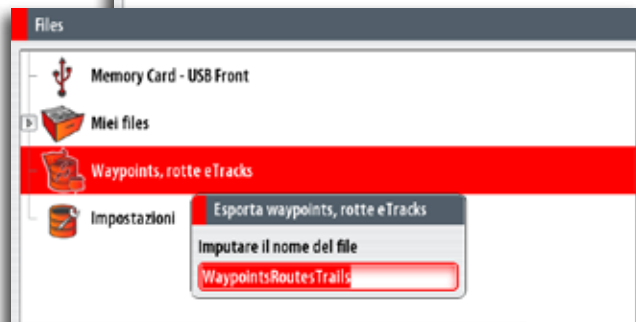 Files
Memory Card - USB Front
Miei files
Waypoints, rotte eTracks
Impostazioni
Esporta waypoints, rotte eTracks
Imputare il nome del file
WaypointsRoutesTrails